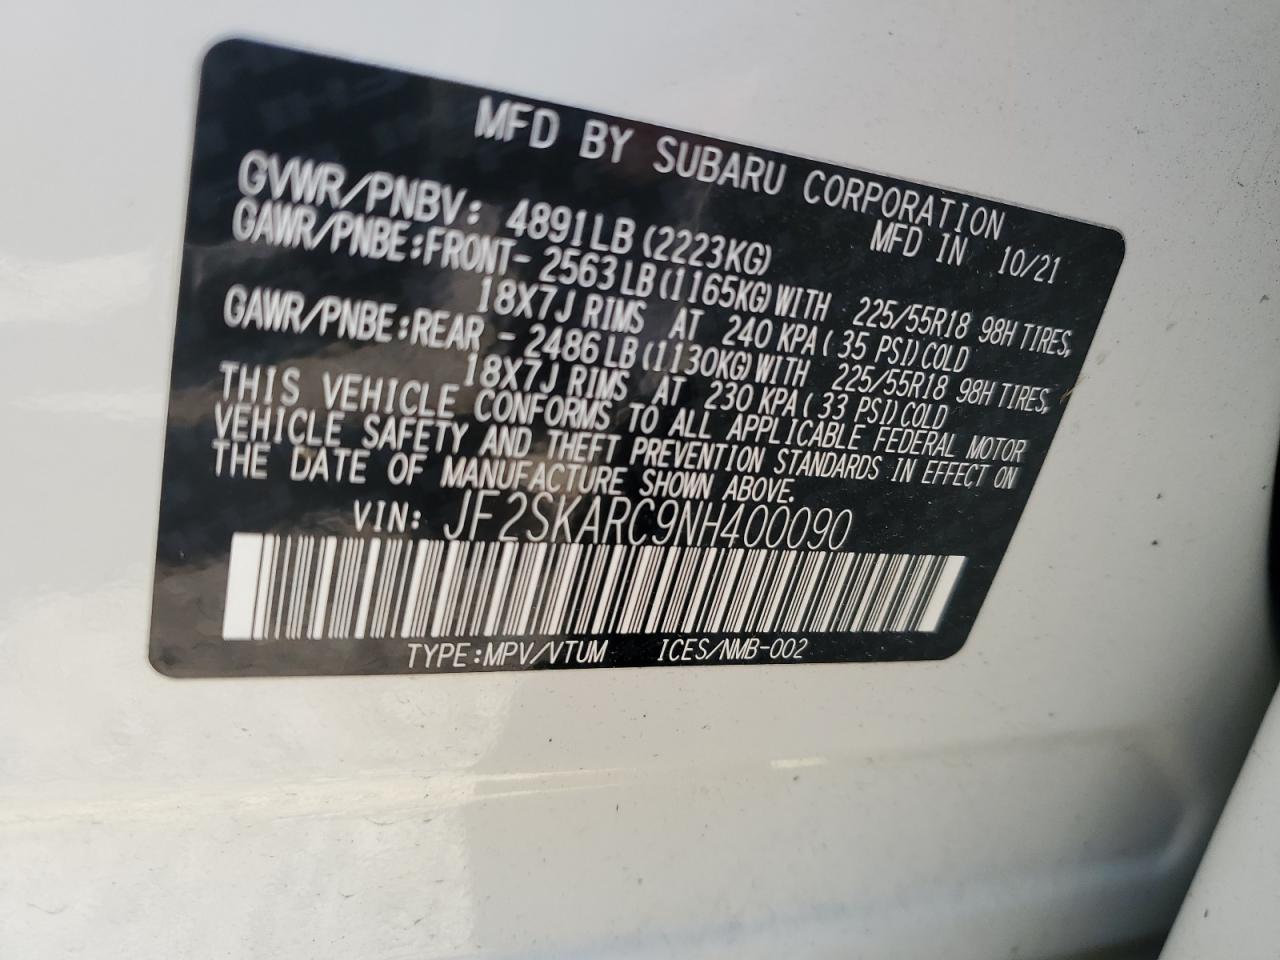 MFD BY SUBARU CORPORATION
MFD IN 10/21
GVWR/PNBV: 4891LB (2223KG)
GAWR/PNBE:FRONT- 2563LB(1165KG)WITH 225/55R18 98H TIRES,
18X7J RIMS AT 240 KPA( 35 PSI)COLD
GAWR/PNBE:REAR - 2486LB(1130KG)WITH 225/55R18 98H TIRES,
18X7J RIMS AT 230 KPA( 33 PSI)COLD
THIS VEHICLE CONFORMS TO ALL APPLICABLE FEDERAL MOTOR
VEHICLE SAFETY AND THEFT PREVENTION STANDARDS IN EFFECT ON
THE DATE OF MANUFACTURE SHOWN ABOVE.
VIN: JF2SKARC9NH400090
TYPE:MPV/VTUM ICES/NMB-002